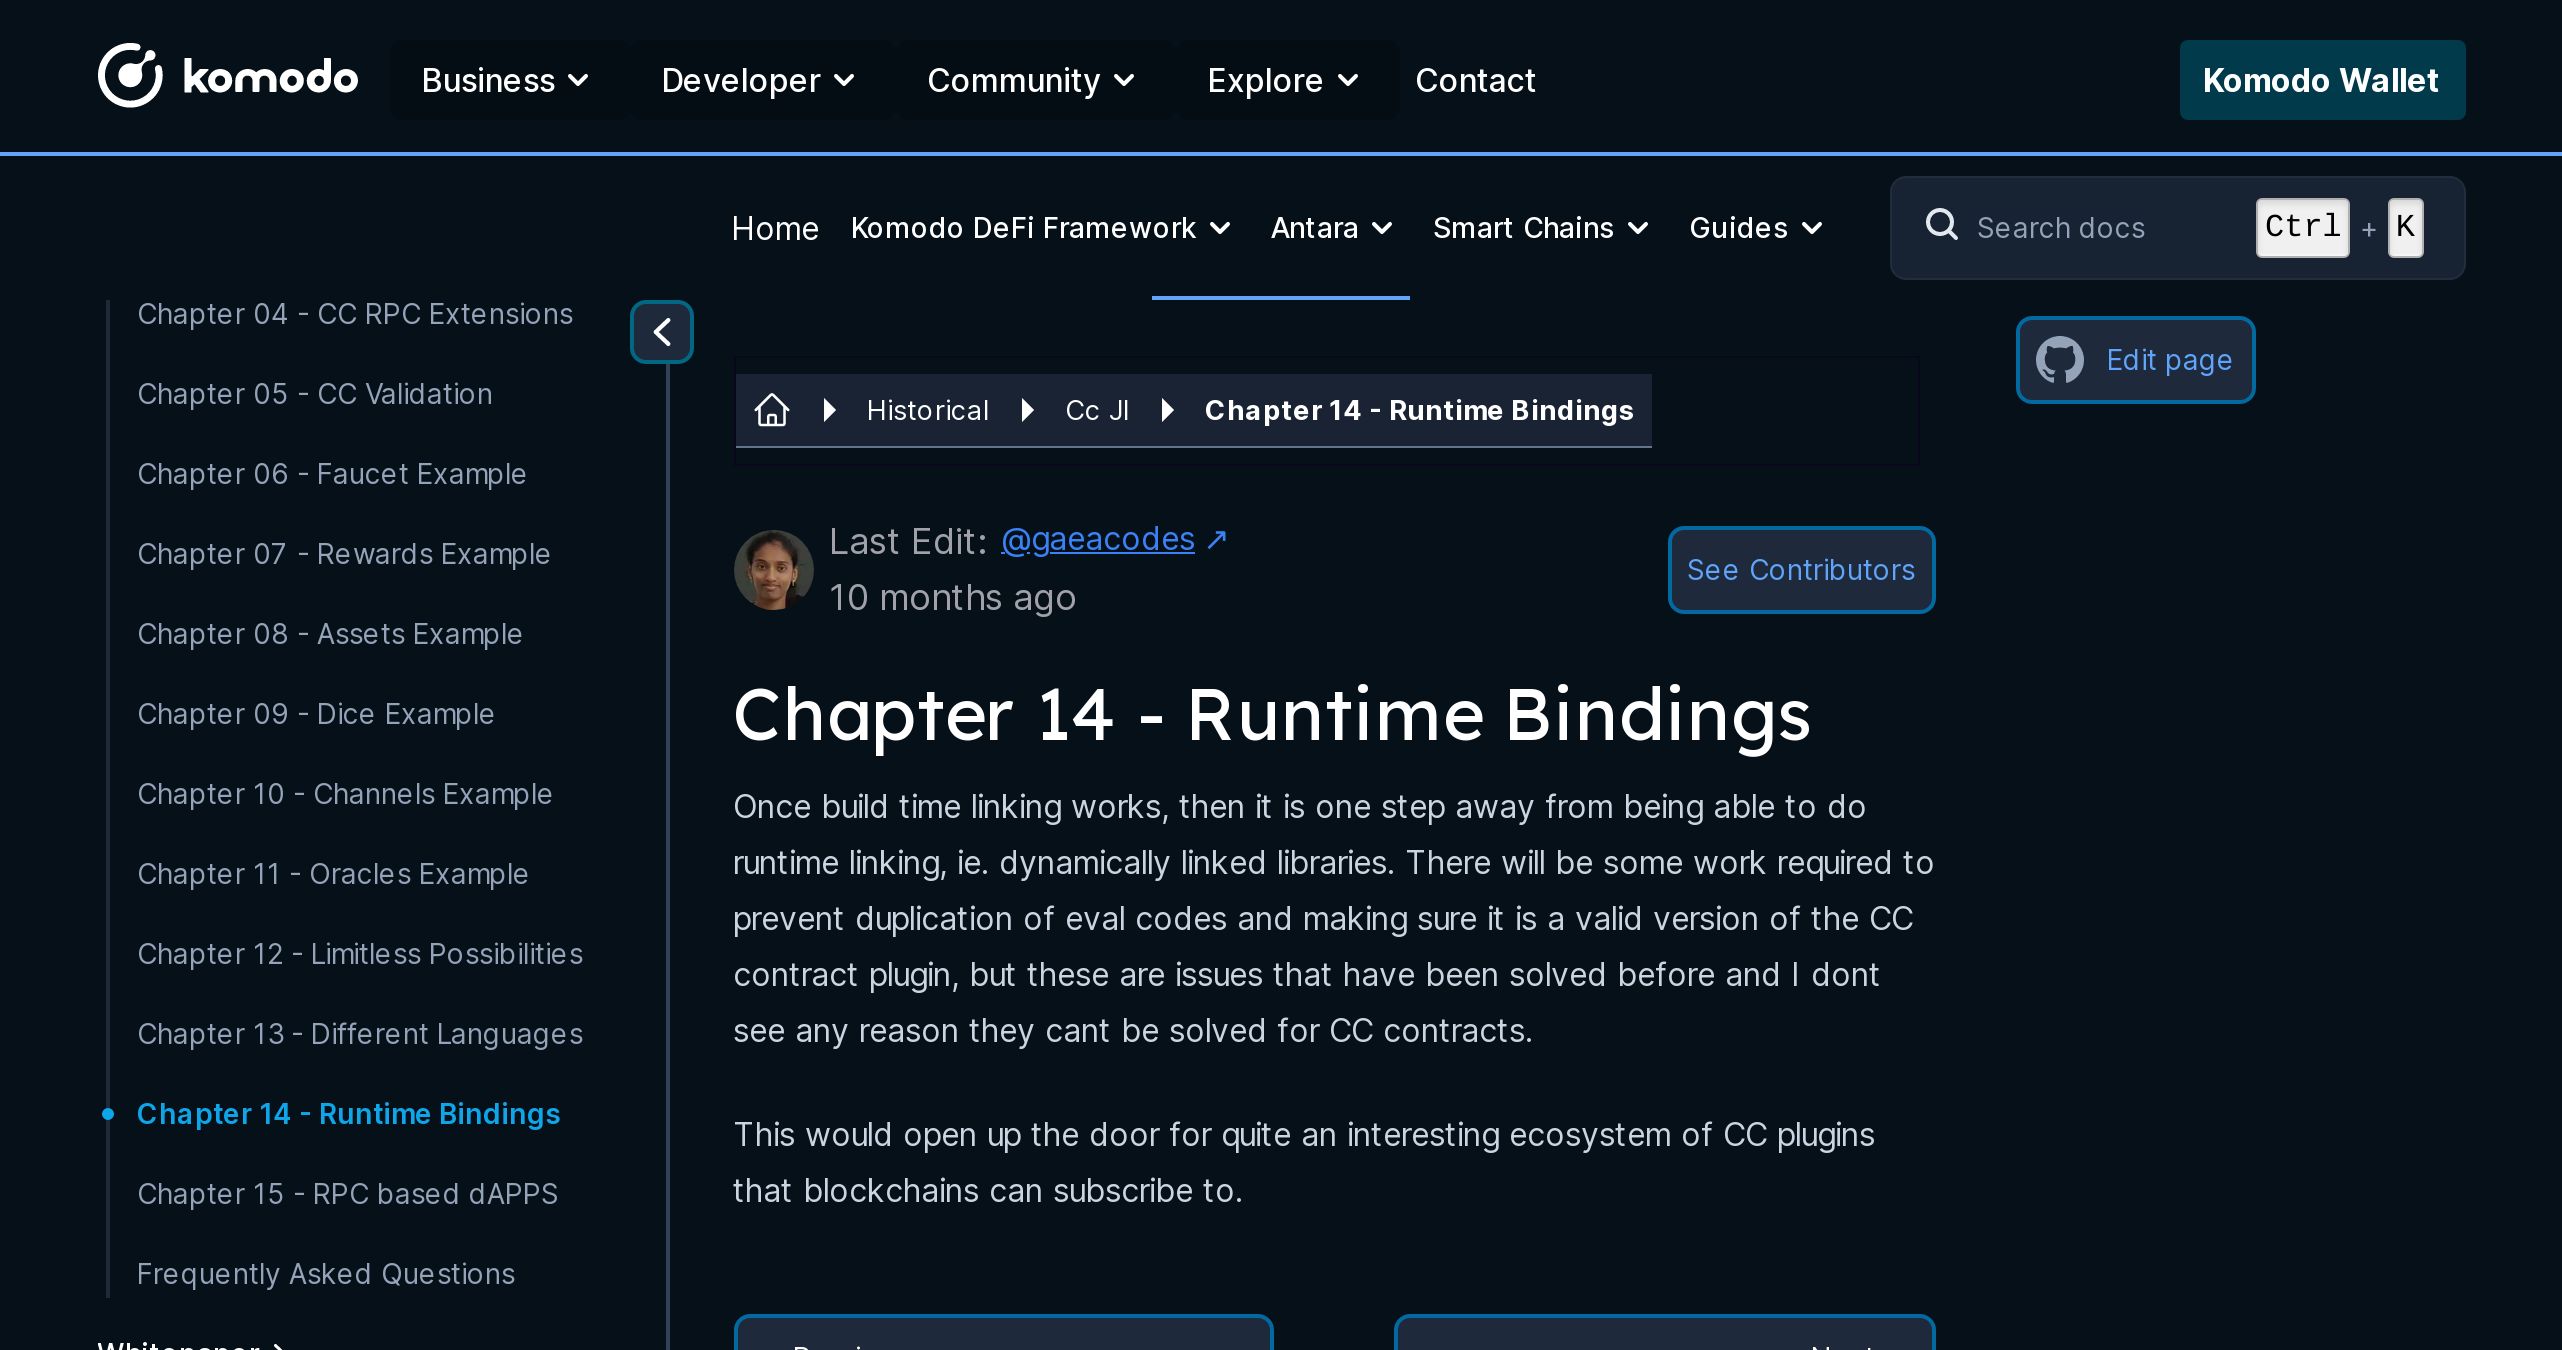 komodo
Business
Developer
Community
Explore
Contact
Komodo Wallet
Home
Komodo DeFi Framework
Antara
Smart Chains
Guides
Search docs
Ctrl + K
Chapter 04 - CC RPC Extensions
Chapter 05 - CC Validation
Chapter 06 - Faucet Example
Chapter 07 - Rewards Example
Chapter 08 - Assets Example
Chapter 09 - Dice Example
Chapter 10 - Channels Example
Chapter 11 - Oracles Example
Chapter 12 - Limitless Possibilities
Chapter 13 - Different Languages
Chapter 14 - Runtime Bindings
Chapter 15 - RPC based dAPPS
Frequently Asked Questions
Whitepaper
Historical
Cc Jl
Chapter 14 - Runtime Bindings
Edit page
Last Edit: @gaeacodes ↗
10 months ago
See Contributors
Chapter 14 - Runtime Bindings
Once build time linking works, then it is one step away from being able to do
runtime linking, ie. dynamically linked libraries. There will be some work required to
prevent duplication of eval codes and making sure it is a valid version of the CC
contract plugin, but these are issues that have been solved before and I dont
see any reason they cant be solved for CC contracts.
This would open up the door for quite an interesting ecosystem of CC plugins
that blockchains can subscribe to.